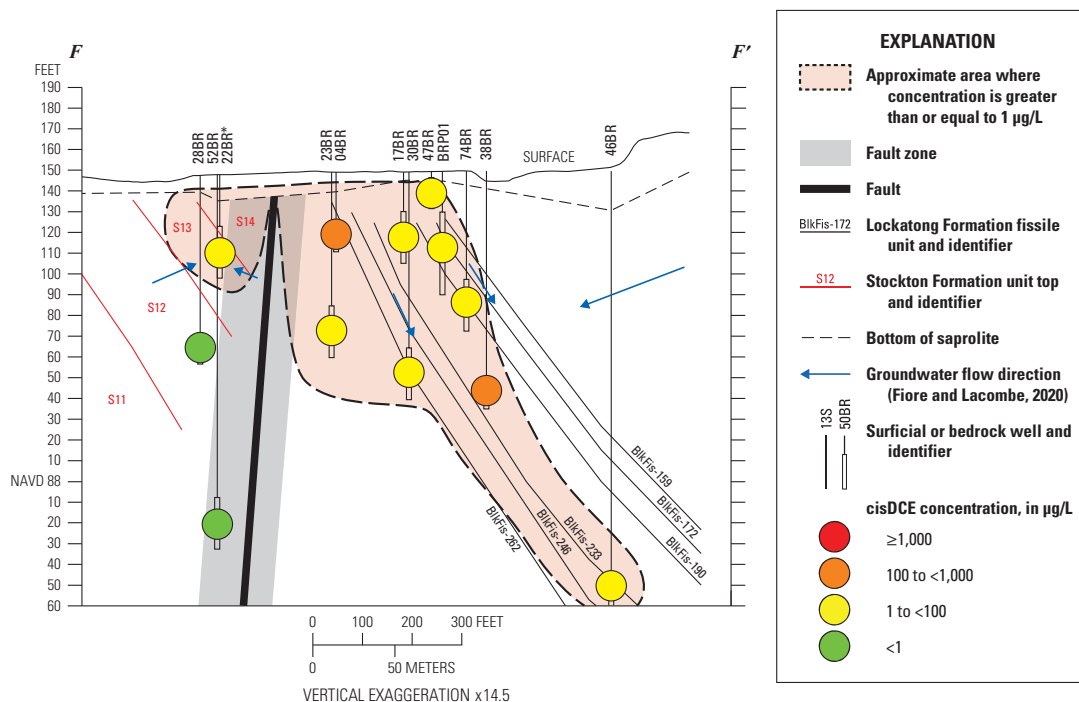 F
F'
FEET
190
180
170
160
150
140
130
120
110
100
90
80
70
60
50
40
30
20
10
NAVD 88
10
20
30
40
50
60
28BR
52BR
22BR*
23BR
04BR
17BR
30BR
47BR
BRP01
74BR
38BR
SURFACE
46BR
S13
S14
S12
S11
BlkFis-159
BlkFis-172
BlkFis-190
BlkFis-233
BlkFis-246
BlkFis-262
0 100 200 300 FEET
0 50 METERS
VERTICAL EXAGGERATION x14.5
EXPLANATION
Approximate area where
concentration is greater
than or equal to 1 µg/L
Fault zone
Fault
BlkFis-172
Lockatong Formation fissile
unit and identifier
S12
Stockton Formation unit top
and identifier
Bottom of saprolite
Groundwater flow direction
(Fiore and Lacombe, 2020)
13S
50BR
Surficial or bedrock well and
identifier
cisDCE concentration, in µg/L
≥1,000
100 to <1,000
1 to <100
<1